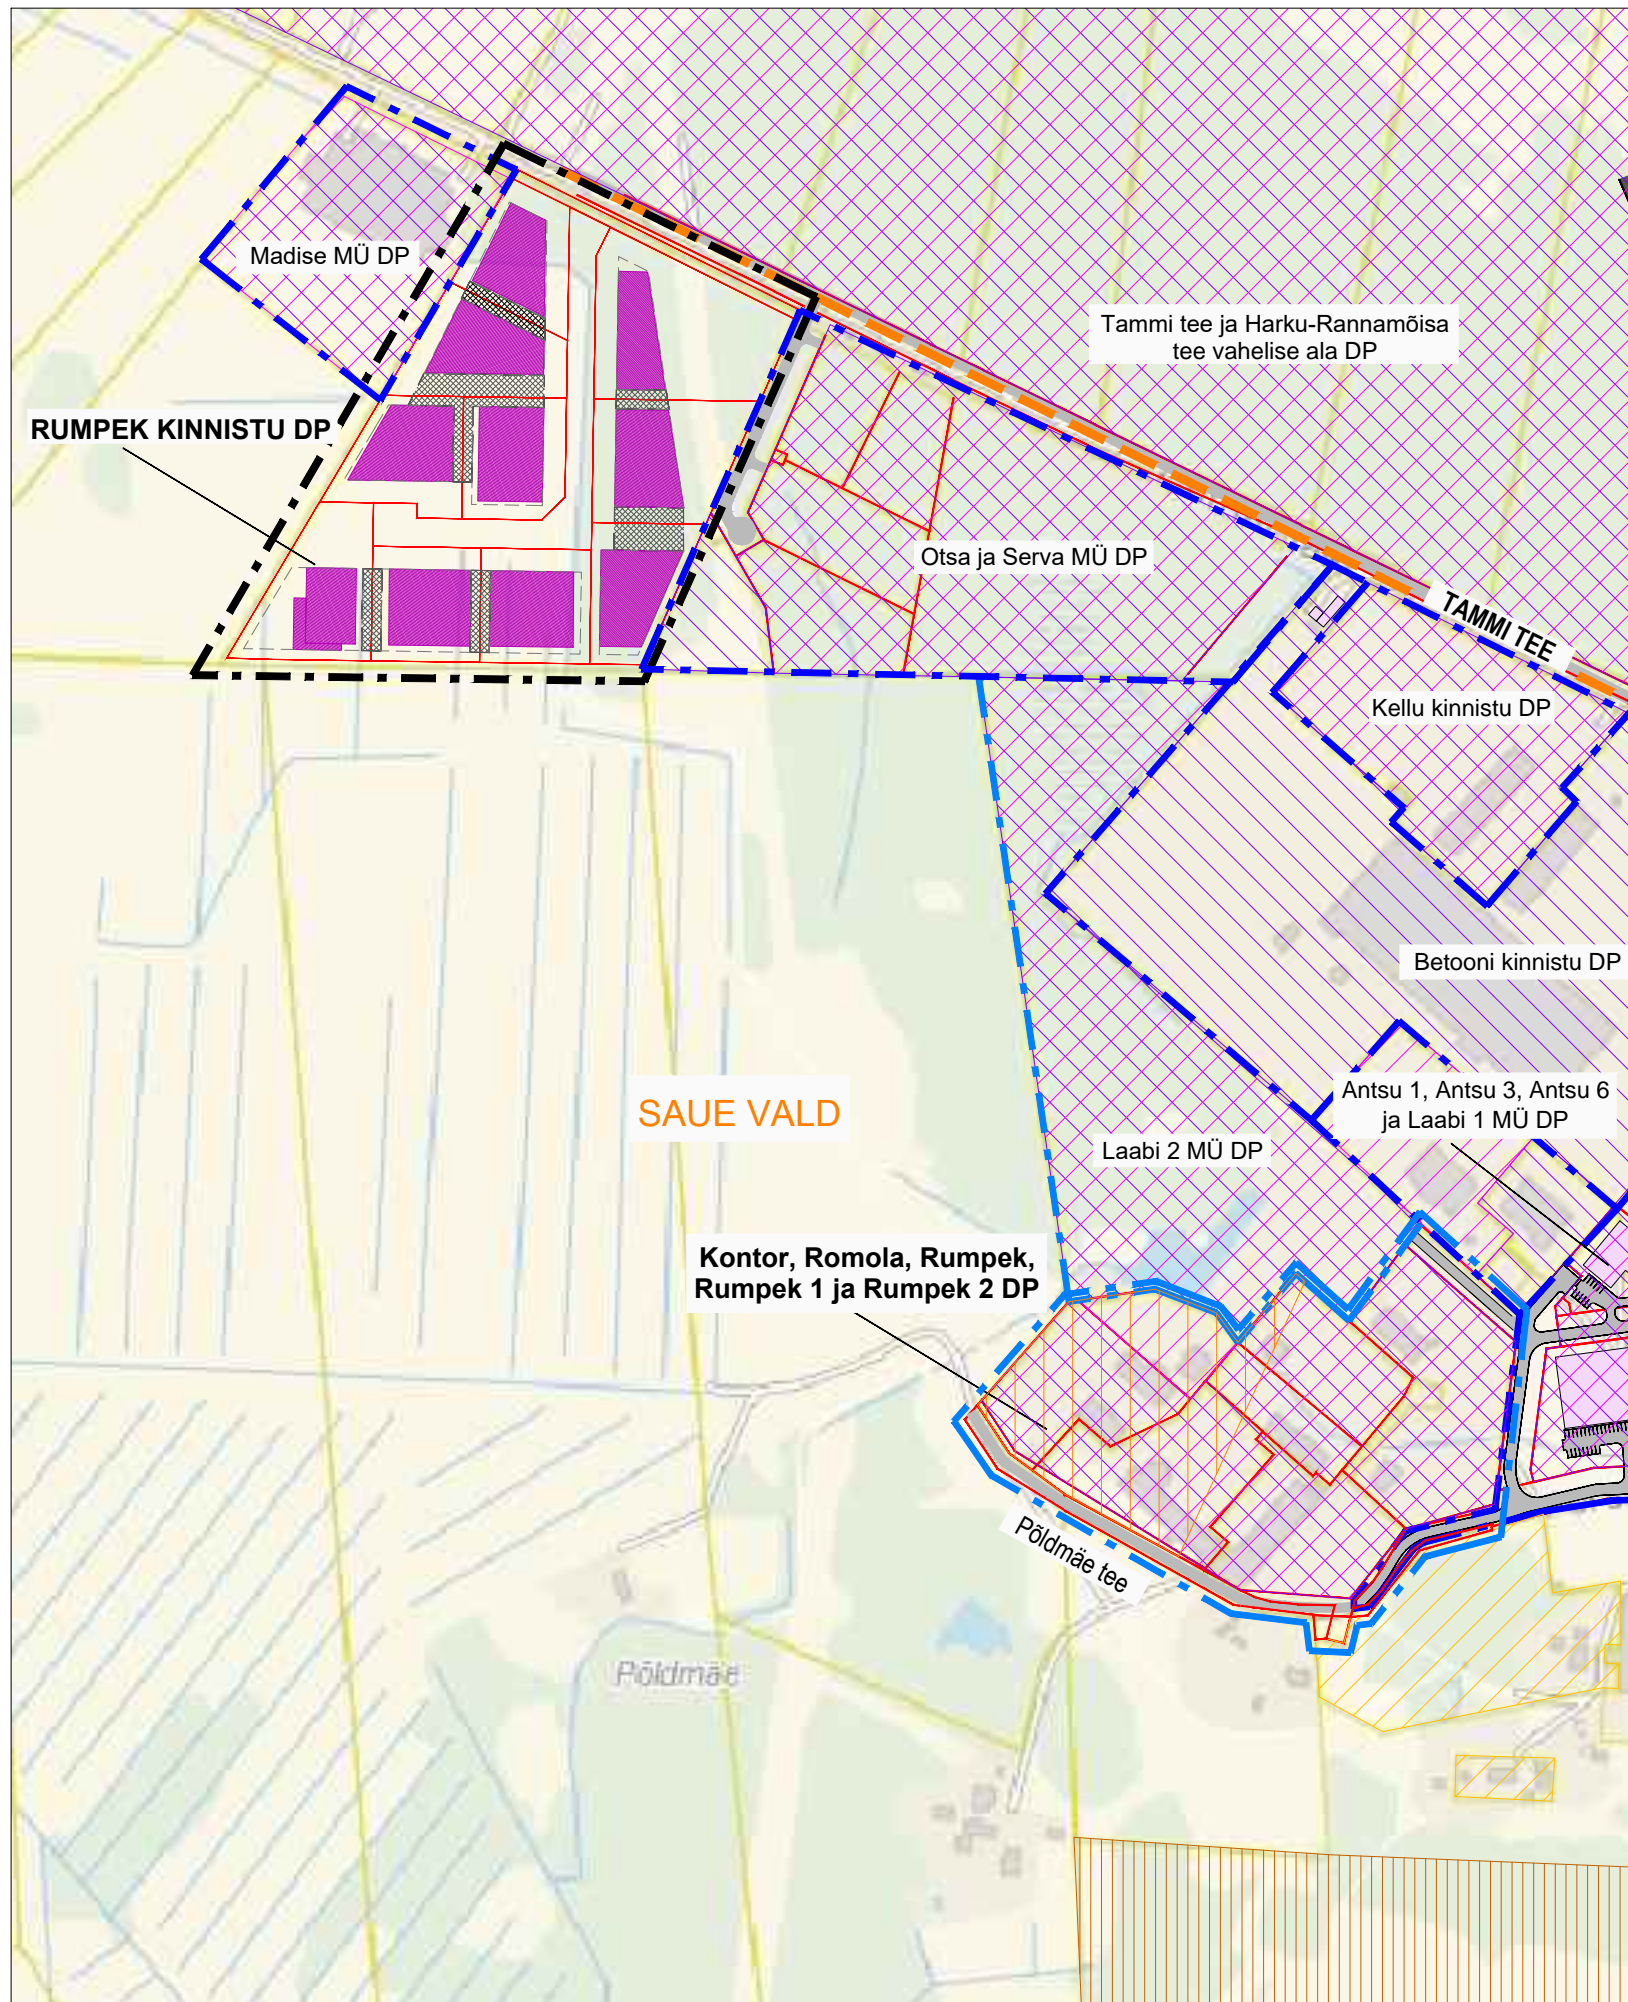 Madise MÜ DP
Tammi tee ja Harku-Rannamõisa
tee vahelise ala DP
RUMPEK KINNISTU DP
Otsa ja Serva MÜ DP
TAMMI TEE
Kellu kinnistu DP
Betooni kinnistu DP
Antsu 1, Antsu 3, Antsu 6
ja Laabi 1 MÜ DP
SAUE VALD
Laabi 2 MÜ DP
Kontor, Romola, Rumpek,
Rumpek 1 ja Rumpek 2 DP
Põldmäe tee
Põldmäe